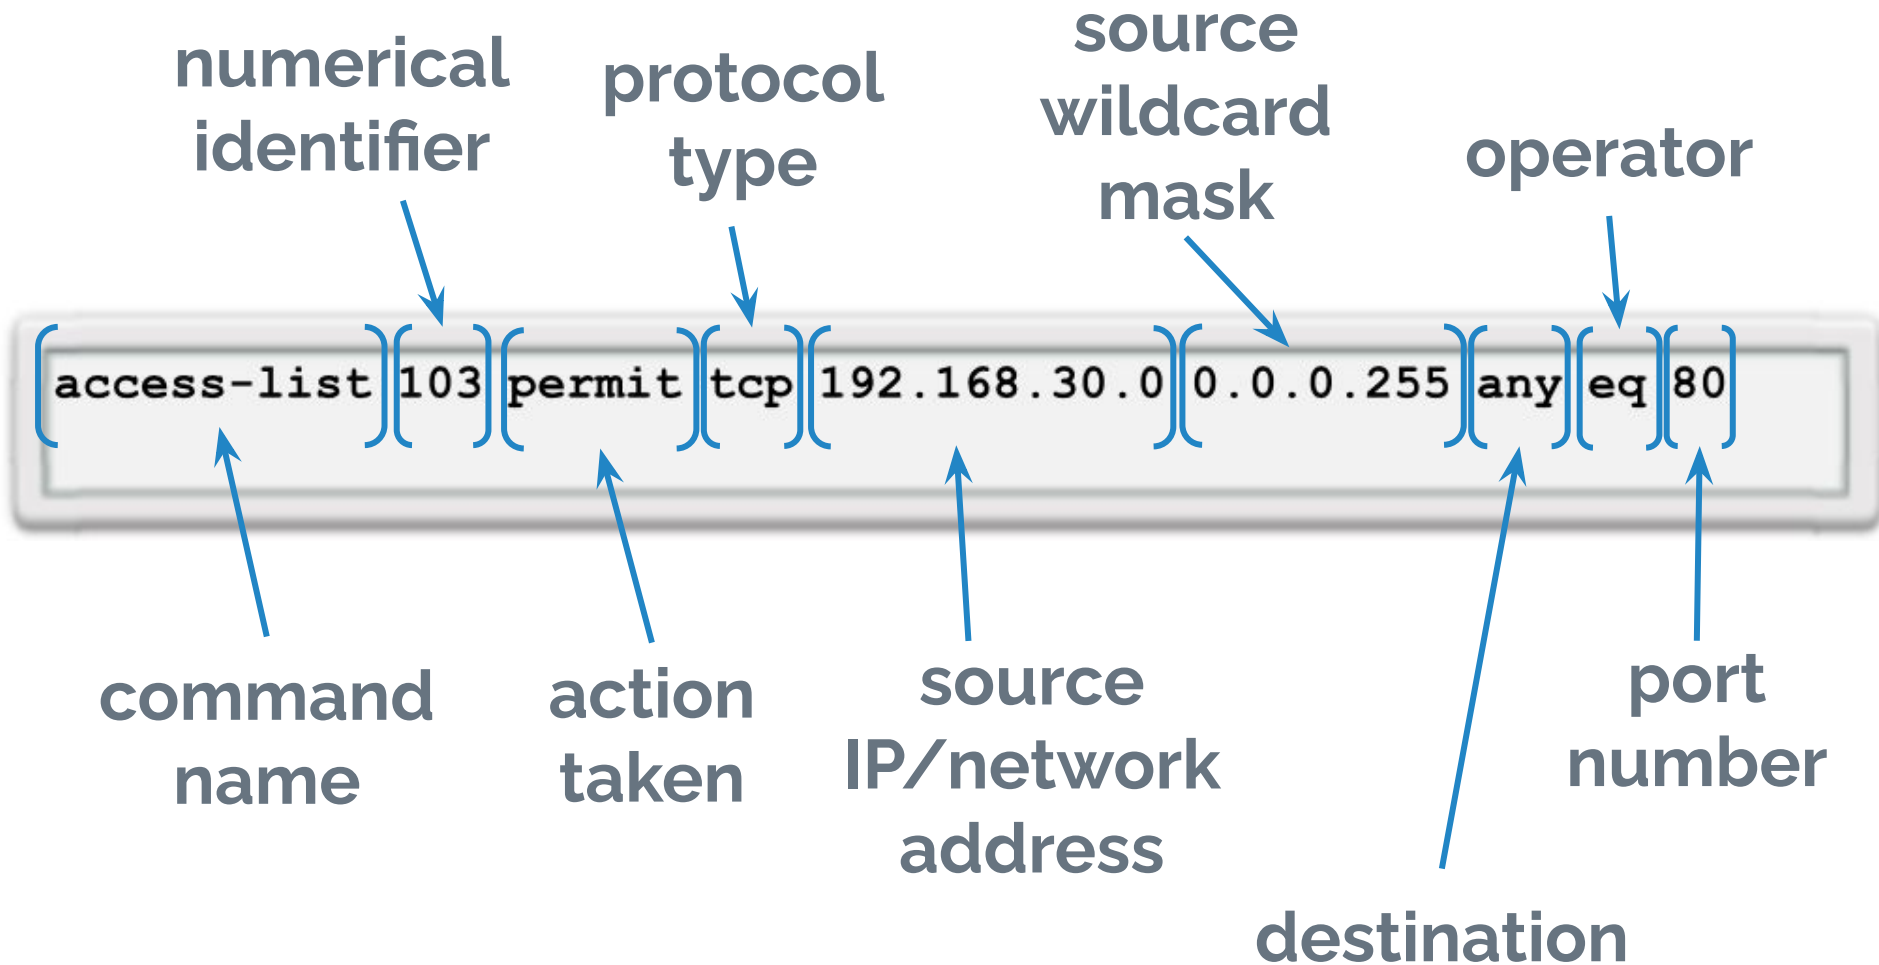 numerical
identifier
protocol
type
source
wildcard
mask
operator
access-list 103 permit tcp 192.168.30.0 0.0.0.255 any eq 80
command
name
action
taken
source
IP/network
address
port
number
destination